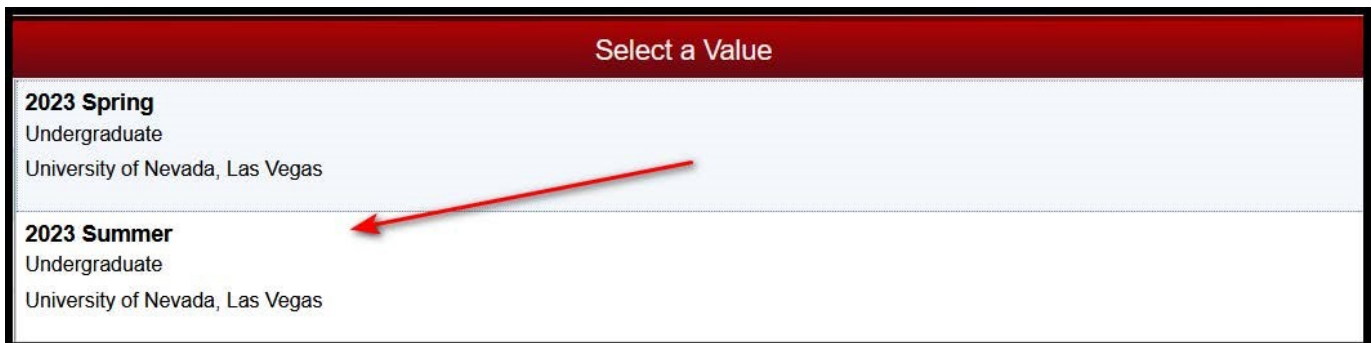 Select a Value
2023 Spring
Undergraduate
University of Nevada, Las Vegas
2023 Summer
Undergraduate
University of Nevada, Las Vegas